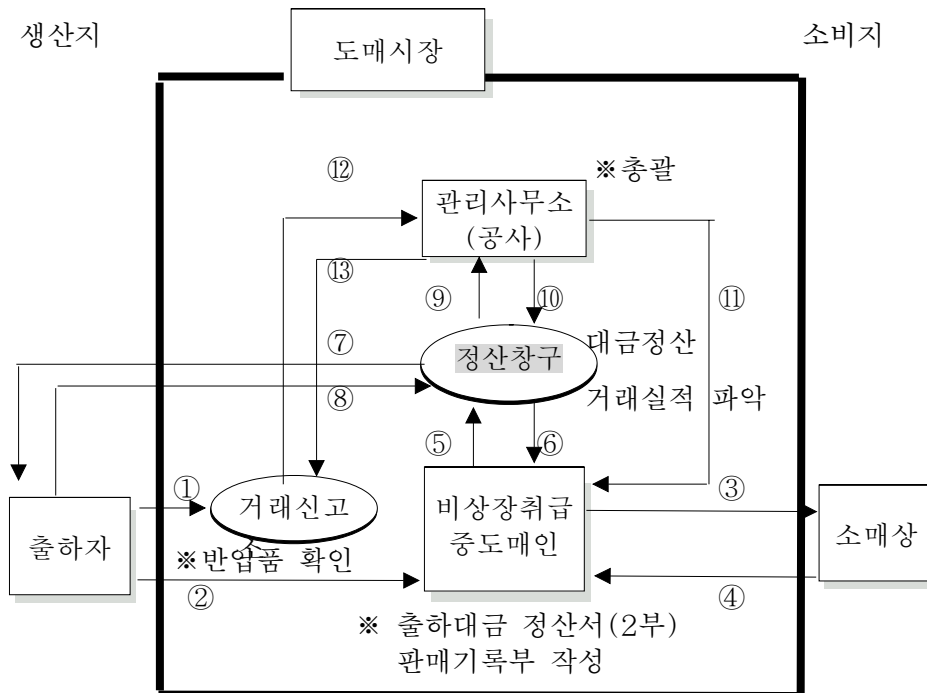 생산지
도매시장
소비지
⑫
※총괄
관리사무소
(공사)
⑬
⑨
⑩
⑪
⑦
정산창구
대금정산
⑧
거래실적 파악
⑤
⑥
①
③
거래신고
소
비상장취급
중도매인
출하자
소매상
※반입품 확인
②
④
※ 출하대금 정산서(2부)
판매기록부 작성